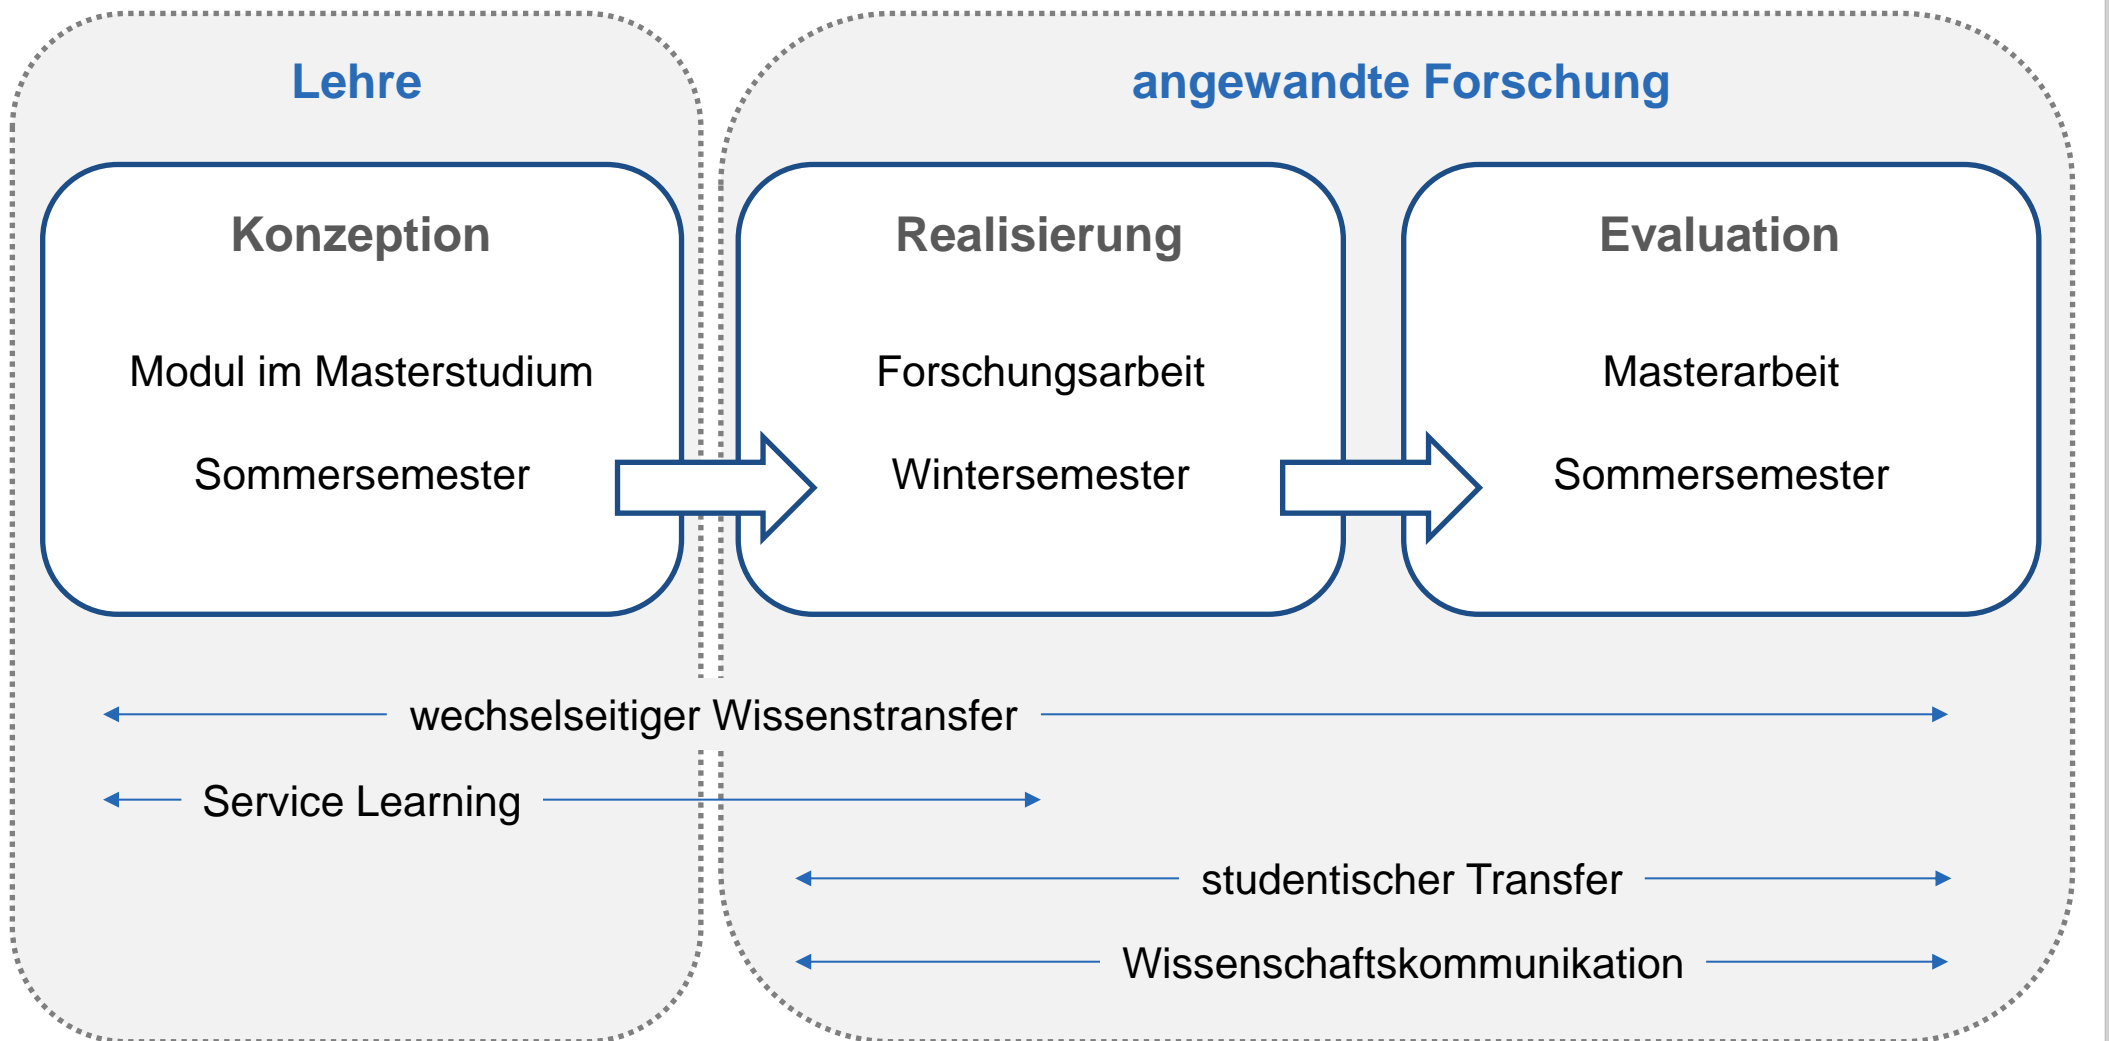 Lehre
angewandte Forschung
Konzeption
Modul im Masterstudium
Sommersemester
Realisierung
Forschungsarbeit
Wintersemester
Evaluation
Masterarbeit
Sommersemester
wechselseitiger Wissenstransfer
Service Learning
studentischer Transfer
Wissenschaftskommunikation